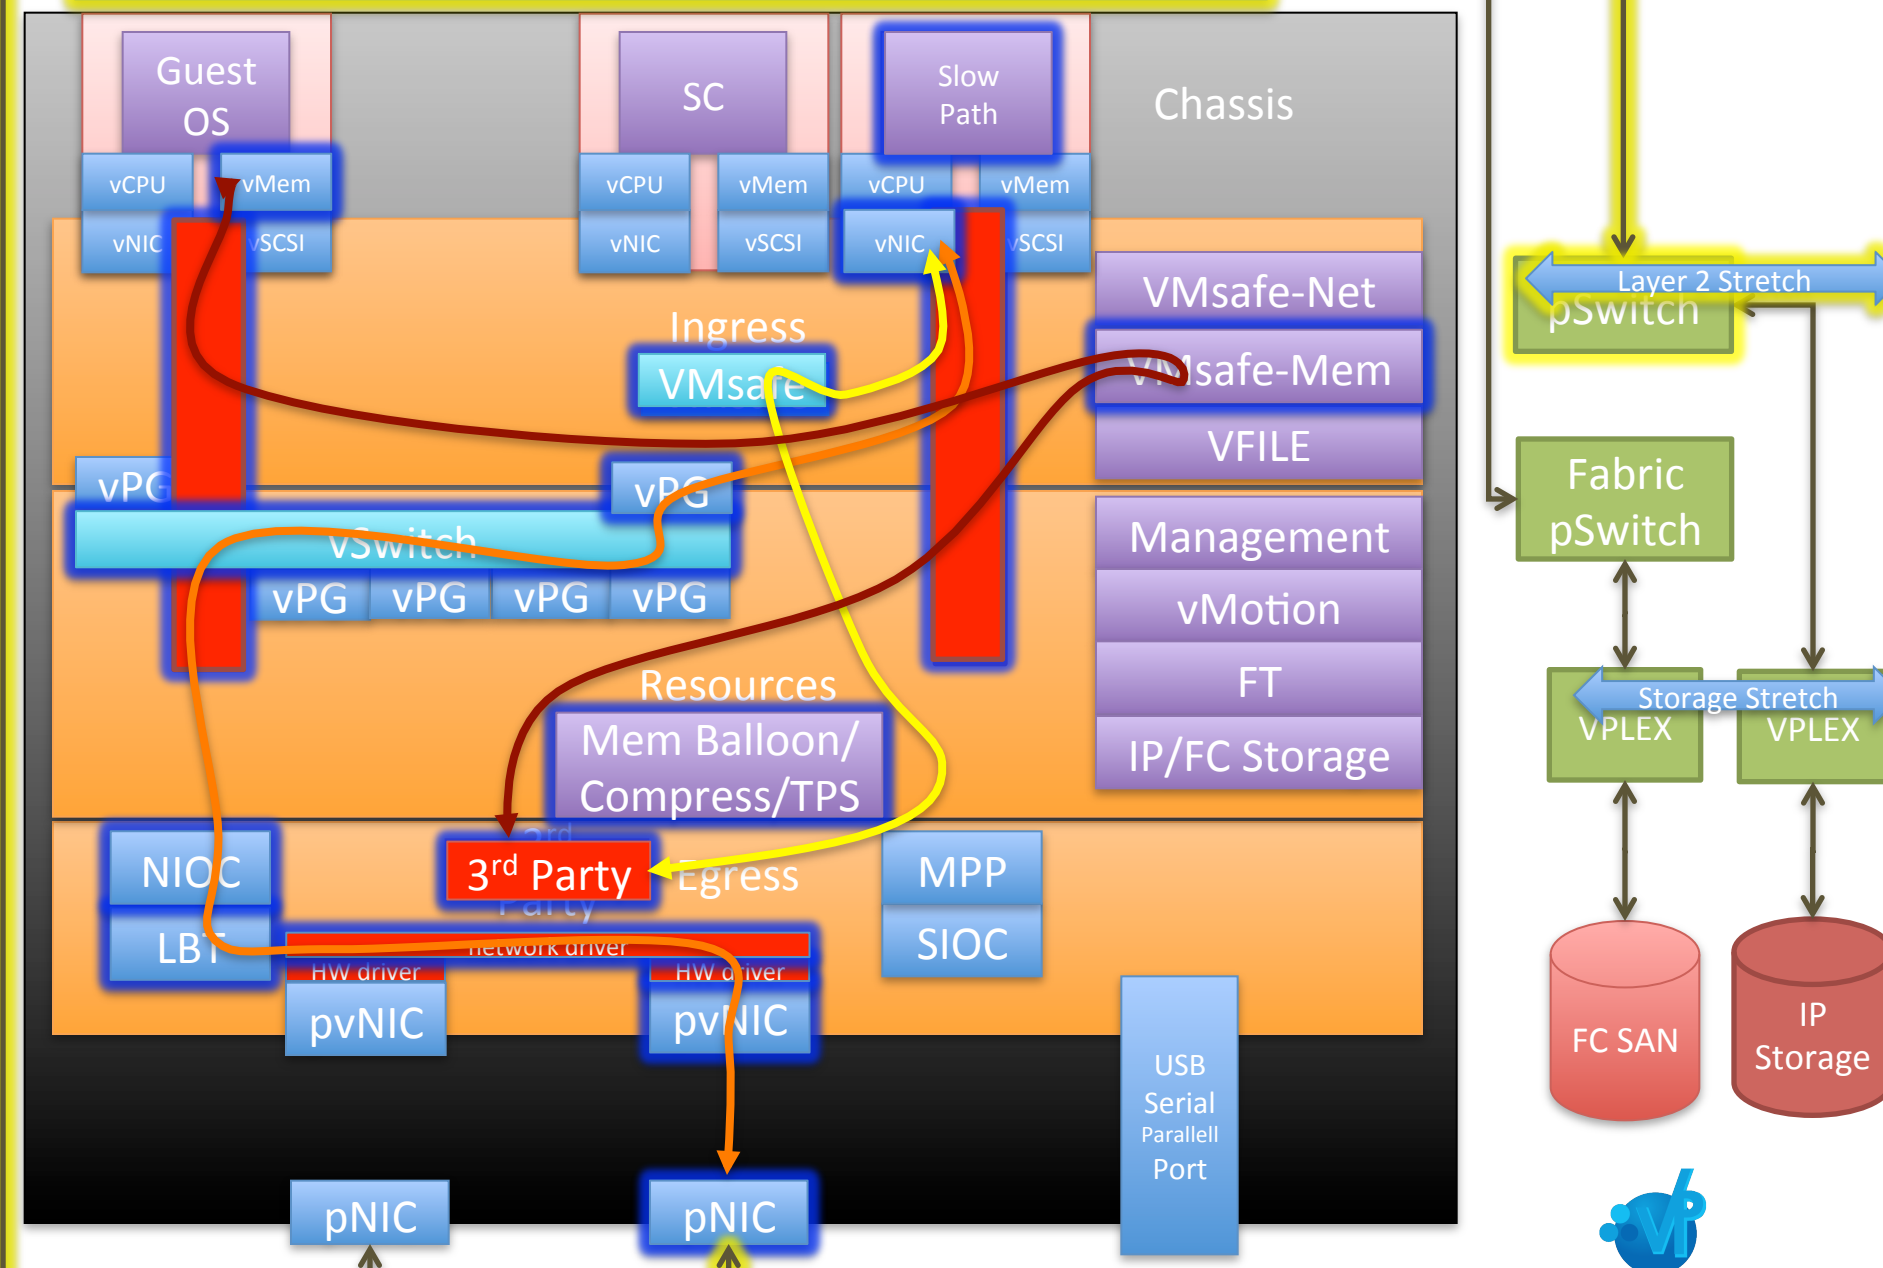 Guest
OS
SC
Slow
Path
Chassis
vCPU
vMem
vCPU
vMem
vCPU
vMem
vNIC
vSCSI
vNIC
vSCSI
vNIC
vSCSI
VMsafe-Net
Ingress
VMsafe
VMsafe-Mem
VFILE
vPG
vPG
vSwitch
vPG
vPG
vPG
vPG
Management
vMotion
FT
IP/FC Storage
Resources
Mem Balloon/
Compress/TPS
NIOC
LBT
3rd
Party
3rd Party
Egress
MPP
SIOC
network driver
HW driver
HW driver
pvNIC
pvNIC
USB
Serial
Parallell
Port
pNIC
pNIC
Layer 2 Stretch
pSwitch
Fabric
pSwitch
Storage Stretch
VPLEX
VPLEX
FC SAN
IP
Storage
VP